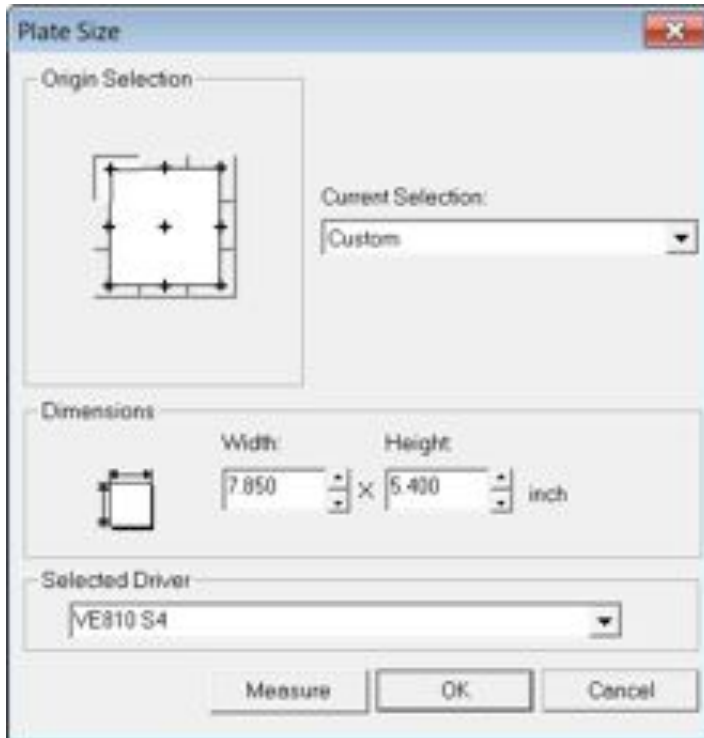 Plate Size
Origin Selection
Current Selection:
Custom
Dimensions
Width: Height:
7.850 X 5.400 inch
Selected Driver
VE810 S4
Measure OK Cancel